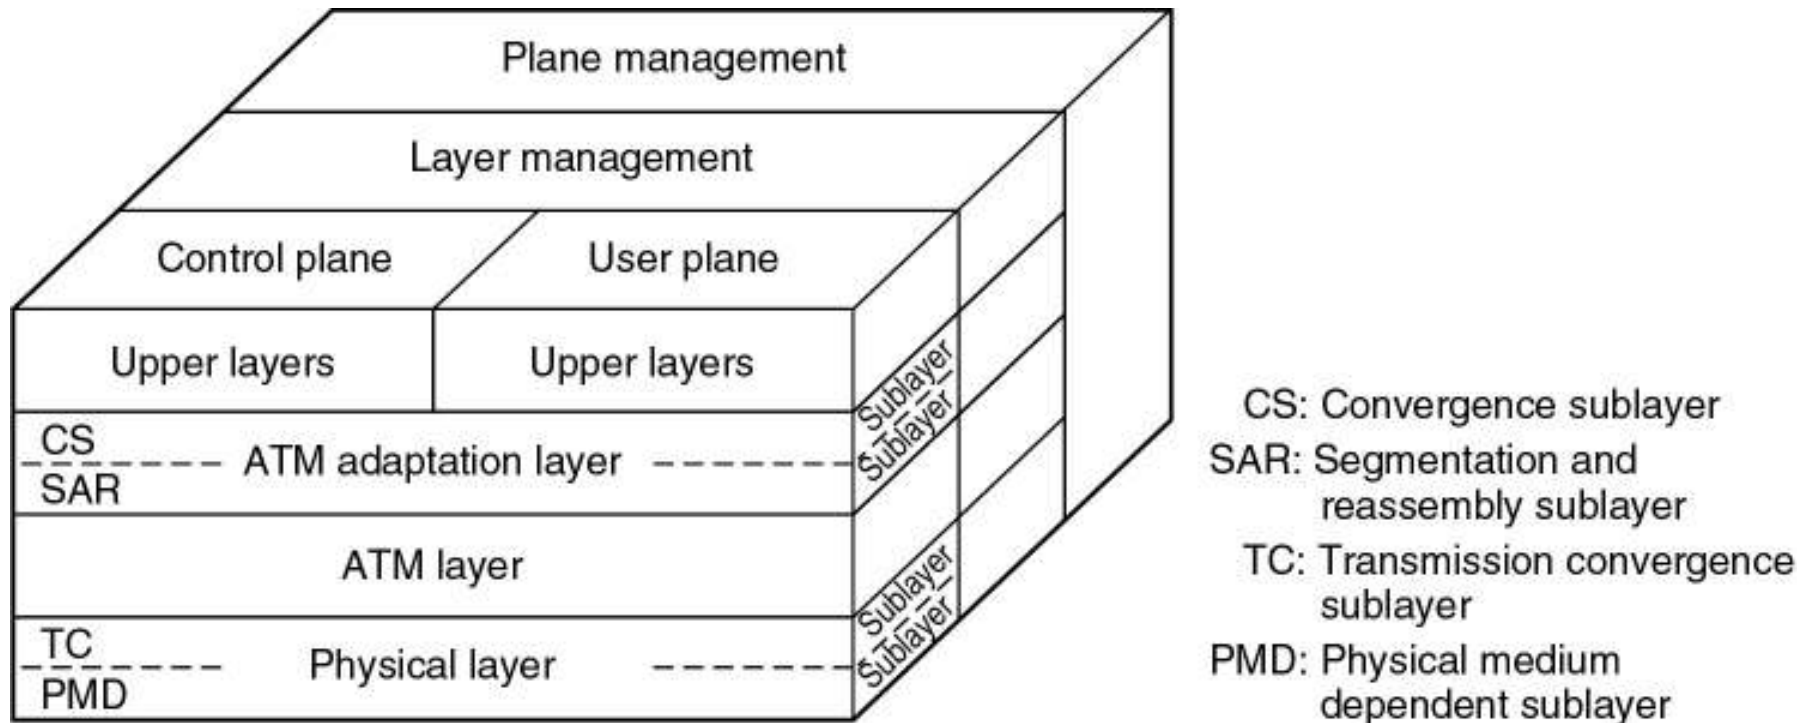 Plane management
Layer management
Control plane
User plane
Upper layers
Upper layers
Sublayer
Sublayer
CS
ATM adaptation layer
SAR
ATM layer
Sublayer
Sublayer
TC
Physical layer
PMD
CS: Convergence sublayer
SAR: Segmentation and
reassembly sublayer
TC: Transmission convergence
sublayer
PMD: Physical medium
dependent sublayer